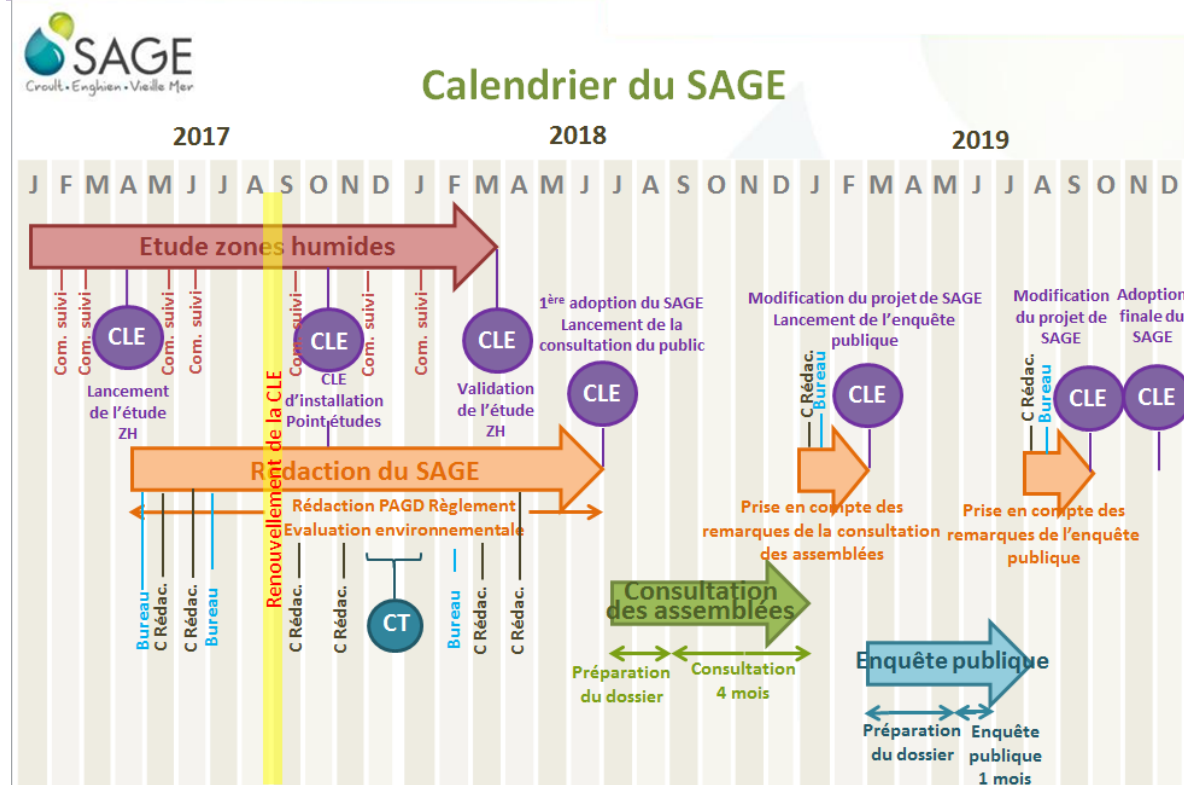 SAGE
Croult • Enghien • Vieille Mer
Calendrier du SAGE
2017
2018
2019
J F M A M J J A S O N D J F M A M J J A S O N D J F M A M J J A S O N D
Etude zones humides
Com. suivi
Com. suivi
Com. suivi
Com. suivi
Com. suivi
Com. suivi
Com. suivi
CLE
Lancement
de l'étude
ZH
CLE
CLE
d'installation
Point études
CLE
Validation
de l'étude
ZH
1ère adoption du SAGE
Lancement de la
consultation du public
CLE
Modification du projet de SAGE
Lancement de l'enquête
publique
C Rédac.
Bureau
CLE
Modification
du projet de
SAGE
C Rédac.
Bureau
CLE
Adoption
finale du
SAGE
CLE
Renouvellement de la CLE
Rédaction du SAGE
Rédaction PAGD Règlement
Evaluation environnementale
Bureau
C Rédac.
C Rédac.
Bureau
C Rédac.
C Rédac.
CT
Bureau
C Rédac.
C Rédac.
Prise en compte des
remarques de la consultation
des assemblées
Prise en compte des
remarques de l'enquête
publique
Consultation
des assemblées
Préparation
du dossier
Consultation
4 mois
Enquête publique
Préparation
du dossier
Enquête
publique
1 mois